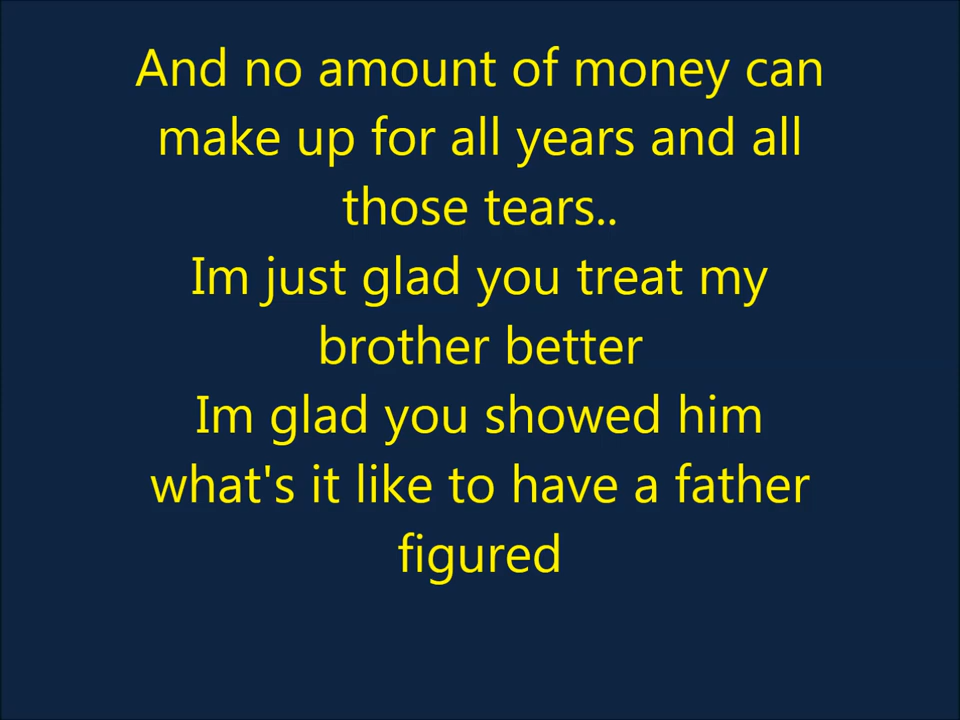 And no amount of money can
make up for all years and all
those tears..
Im just glad you treat my
brother better
Im glad you showed him
what's it like to have a father
figured